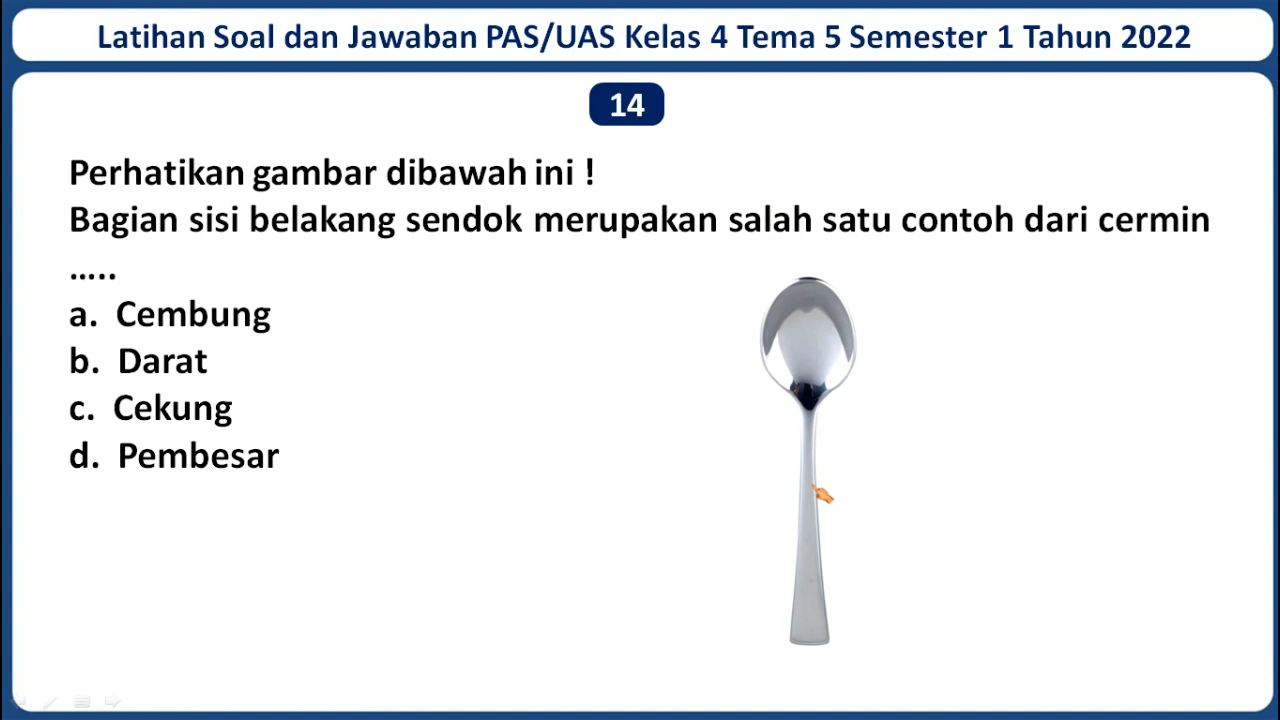 Latihan Soal dan Jawaban PAS/UAS Kelas 4 Tema 5 Semester 1 Tahun 2022
14
Perhatikan gambar dibawah ini !
Bagian sisi belakang sendok merupakan salah satu contoh dari cermin
.....
a. Cembung
b. Darat
c. Cekung
d. Pembesar